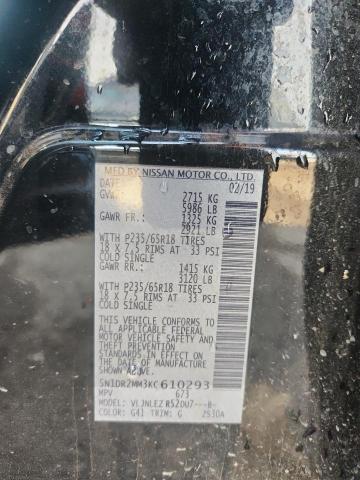 MFD BY NISSAN MOTOR CO., LTD.
DATE 02/19
GVW 2715 KG
5986 LB
GAWR FR. 1325 KG
2921 LB
WITH P235/65R18 TIRES
18 X 7.5 RIMS AT 33 PSI
COLD SINGLE
GAWR RR. 1415 KG
3120 LB
WITH P235/65R18 TIRES
18 X 7.5 RIMS AT 33 PSI
COLD SINGLE
THIS VEHICLE CONFORMS TO
ALL APPLICABLE FEDERAL
MOTOR VEHICLE SAFETY AND
THEFT PREVENTION
STANDARDS IN EFFECT ON
THE DATE OF MANUFACTURE
SHOWN ABOVE.
5N1DR2MM3KC610293
MPV 673
MODEL: R52UU7---B-
COLOR: G41 TRIM: G